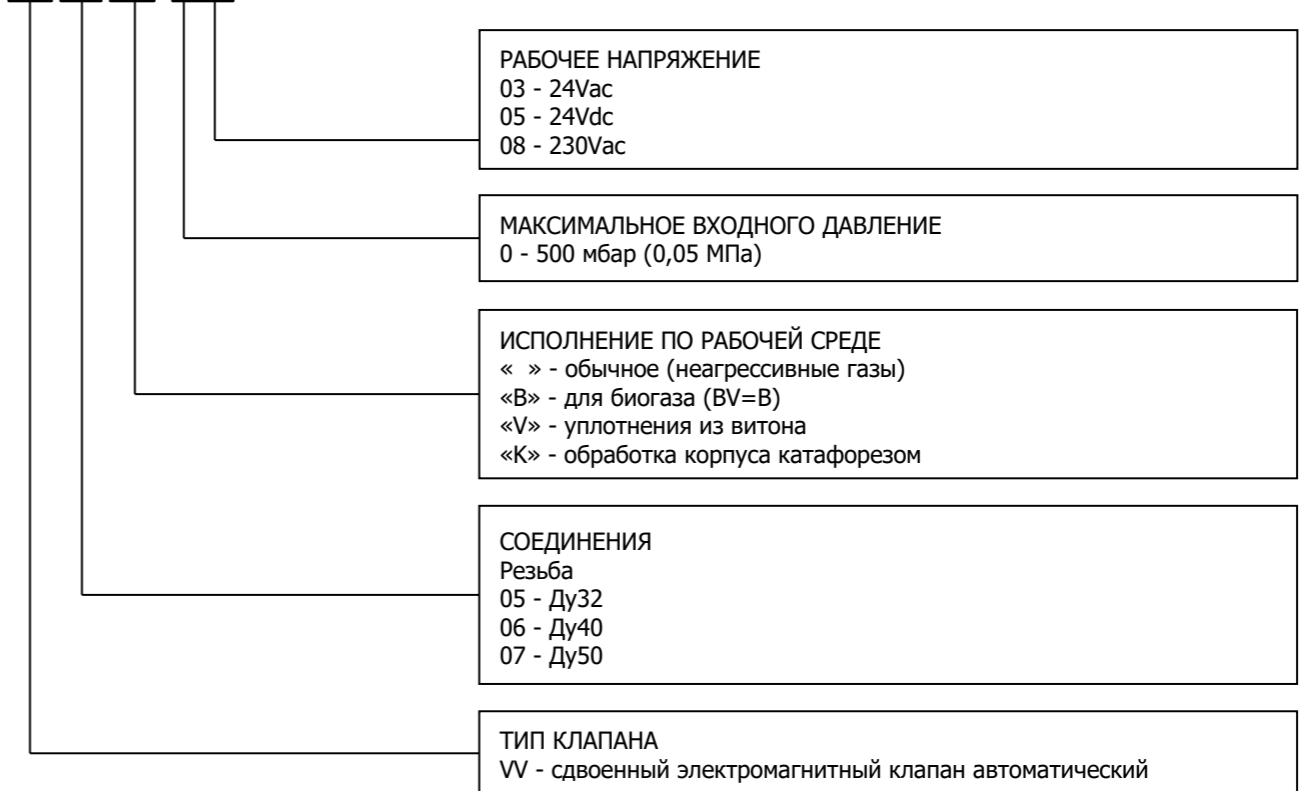 РАБОЧЕЕ НАПРЯЖЕНИЕ
03 - 24Vac
05 - 24Vdc
08 - 230Vac
МАКСИМАЛЬНОЕ ВХОДНОГО ДАВЛЕНИЕ
0 - 500 мбар (0,05 МПа)
ИСПОЛНЕНИЕ ПО РАБОЧЕЙ СРЕДЕ
« » - обычное (неагрессивные газы)
«B» - для биогаза (BV=B)
«V» - уплотнения из витона
«K» - обработка корпуса катафорезом
СОЕДИНЕНИЯ
Резьба
05 - Ду32
06 - Ду40
07 - Ду50
ТИП КЛАПАНА
VV - сдвоенный электромагнитный клапан автоматический